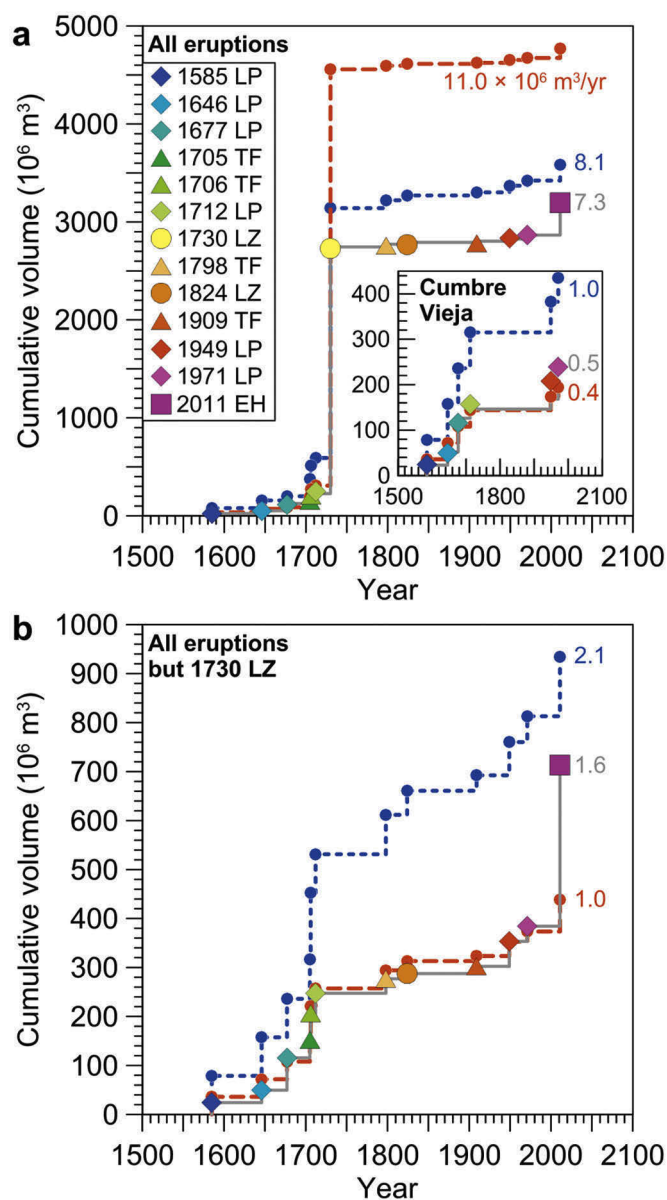 a
All eruptions
1585 LP
1646 LP
1677 LP
1705 TF
1706 TF
1712 LP
1730 LZ
1798 TF
1824 LZ
1909 TF
1949 LP
1971 LP
2011 EH
Cumulative volume (10⁶ m³)
5000
4000
3000
2000
1000
0
11.0 × 10⁶ m³/yr
8.1
7.3
Cumbre
Vieja
400
300
200
100
0
1.0
0.5
0.4
1500 2100
1500 1600 1700 1800 1900 2000 2100
Year
b
All eruptions
but 1730 LZ
Cumulative volume (10⁶ m³)
1000
900
800
700
600
500
400
300
200
100
0
2.1
1.6
1.0
1500 1600 1700 1800 1900 2000 2100
Year